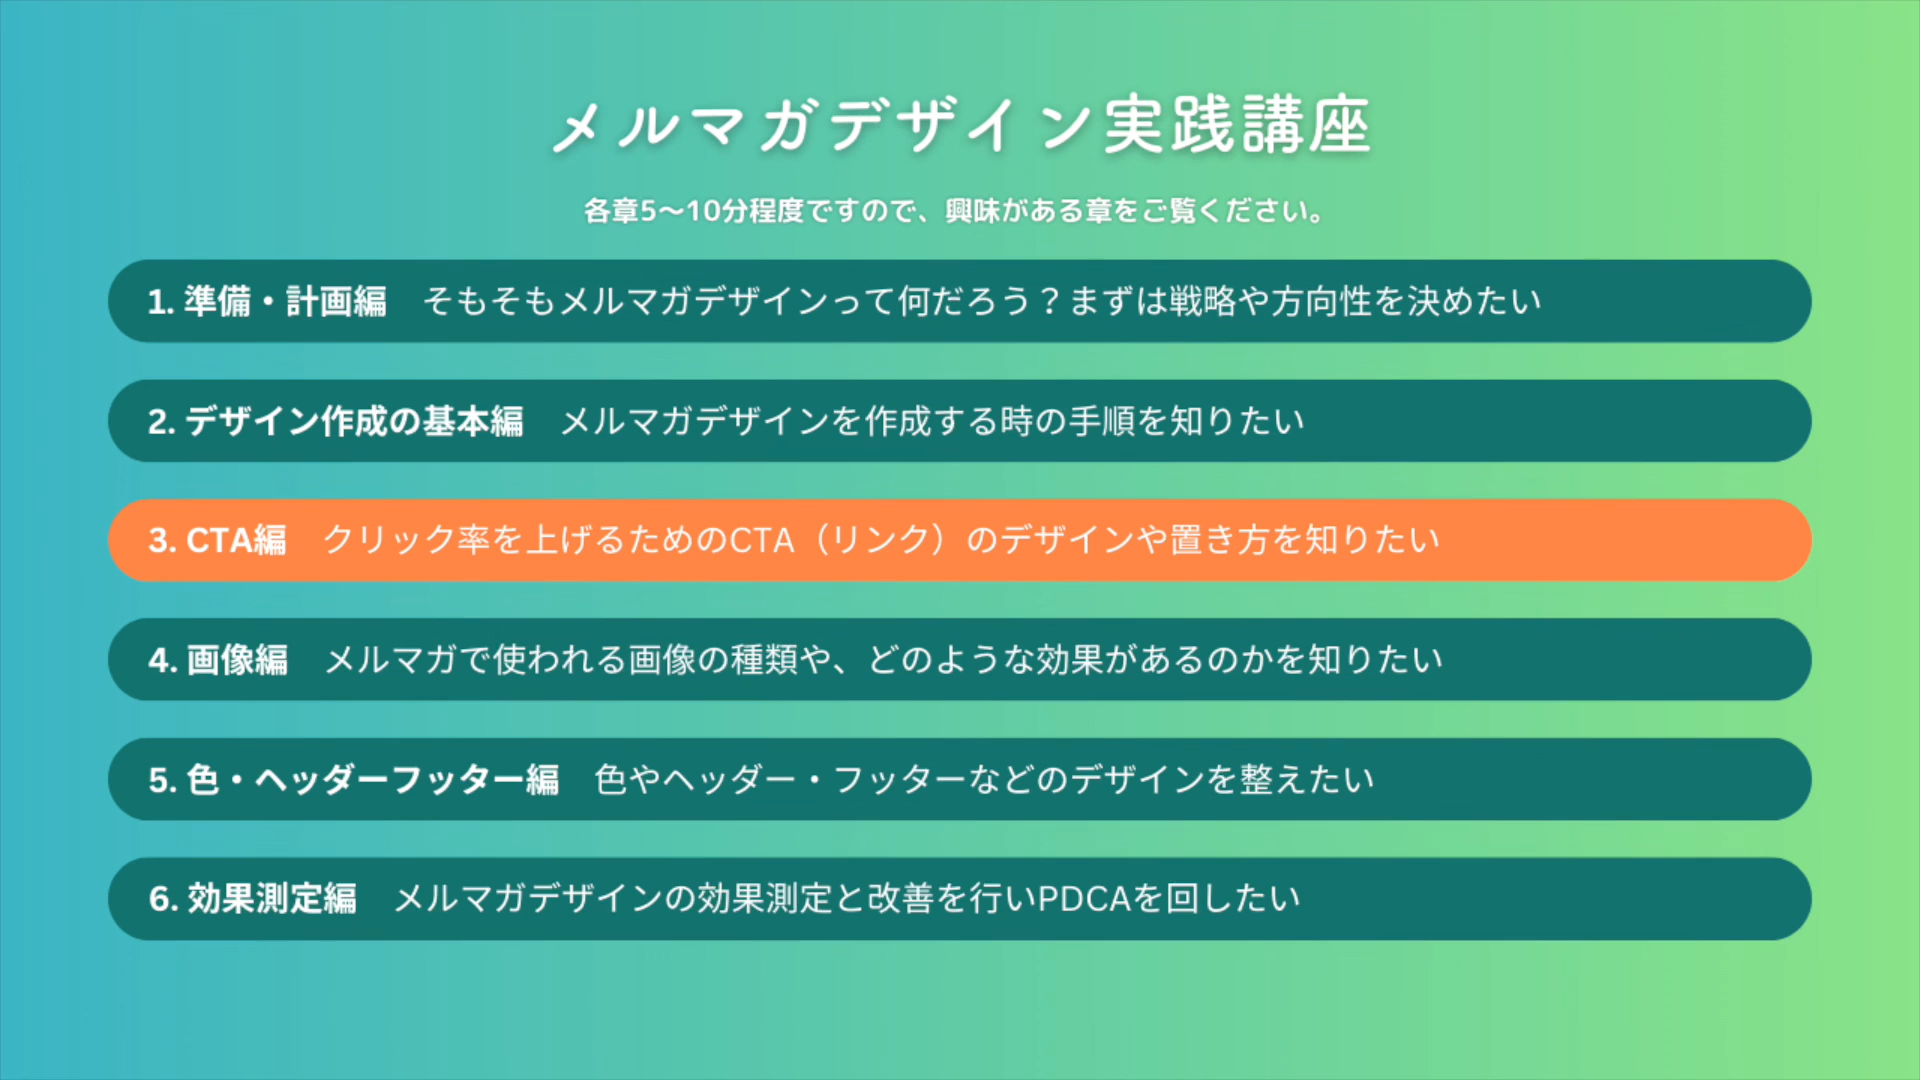 メルマガデザイン実践講座
各章5〜10分程度ですので、興味がある章をご覧ください。
1. 準備・計画編　そもそもメルマガデザインって何だろう？まずは戦略や方向性を決めたい
2. デザイン作成の基本編　メルマガデザインを作成する時の手順を知りたい
3. CTA編　クリック率を上げるためのCTA（リンク）のデザインや置き方を知りたい
4. 画像編　メルマガで使われる画像の種類や、どのような効果があるのかを知りたい
5. 色・ヘッダーフッター編　色やヘッダー・フッターなどのデザインを整えたい
6. 効果測定編　メルマガデザインの効果測定と改善を行いPDCAを回したい